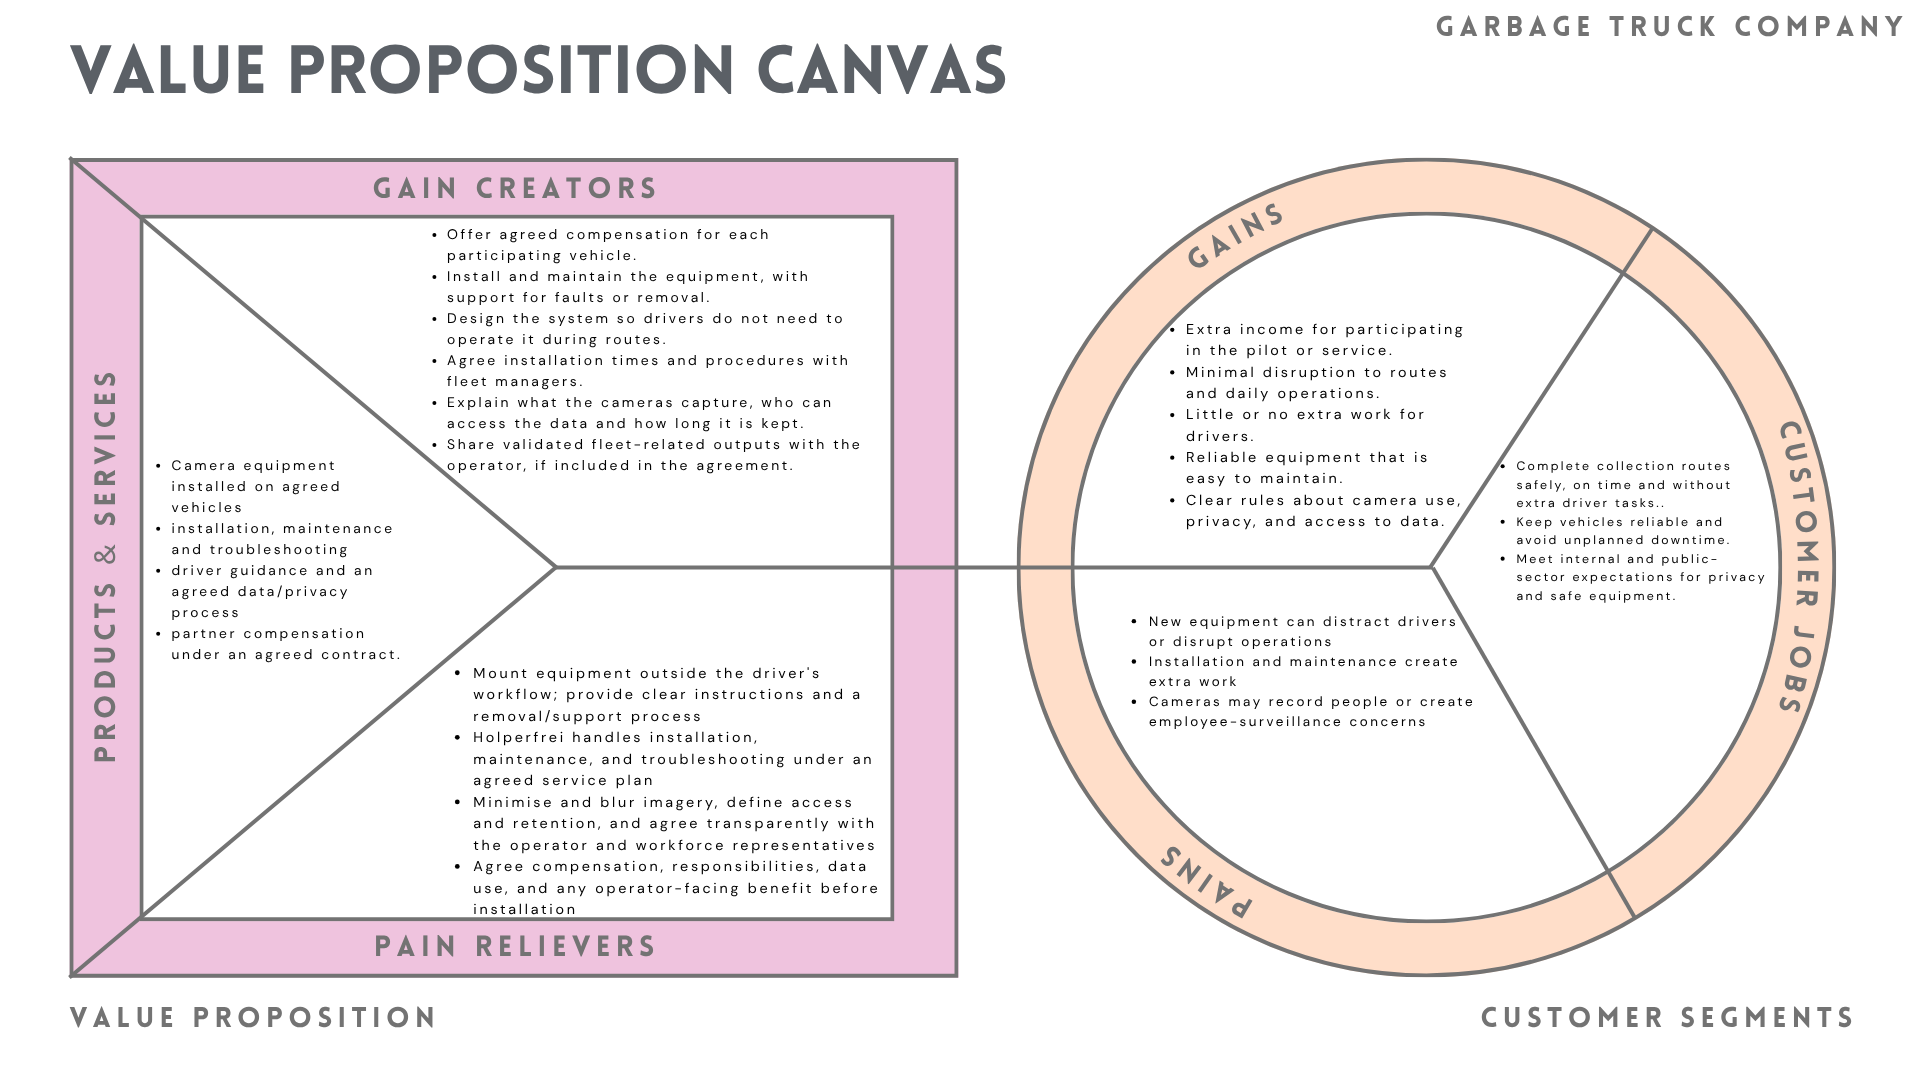 GARBAGE TRUCK COMPANY
VALUE PROPOSITION CANVAS
GAIN CREATORS
• Offer agreed compensation for each
participating vehicle.
• Install and maintain the equipment, with
support for faults or removal.
• Design the system so drivers do not need to
operate it during routes.
• Agree installation times and procedures with
fleet managers.
• Explain what the cameras capture, who can
access the data and how long it is kept.
• Share validated fleet-related outputs with the
operator, if included in the agreement.
PRODUCTS & SERVICES
• Camera equipment
installed on agreed
vehicles
• installation, maintenance
and troubleshooting
• driver guidance and an
agreed data/privacy
process
• partner compensation
under an agreed contract.
• Mount equipment outside the driver's
workflow; provide clear instructions and a
removal/support process
• Holperfrei handles installation,
maintenance, and troubleshooting under an
agreed service plan
• Minimise and blur imagery, define access
and retention, and agree transparently with
the operator and workforce representatives
• Agree compensation, responsibilities, data
use, and any operator-facing benefit before
installation
PAIN RELIEVERS
VALUE PROPOSITION
GAINS
• Extra income for participating
in the pilot or service.
• Minimal disruption to routes
and daily operations.
• Little or no extra work for
drivers.
• Reliable equipment that is
easy to maintain.
• Clear rules about camera use,
privacy, and access to data.
CUSTOMER JOBS
• Complete collection routes
safely, on time and without
extra driver tasks..
• Keep vehicles reliable and
avoid unplanned downtime.
• Meet internal and public-
sector expectations for privacy
and safe equipment.
• New equipment can distract drivers
or disrupt operations
• Installation and maintenance create
extra work
• Cameras may record people or create
employee-surveillance concerns
PAINS
CUSTOMER SEGMENTS